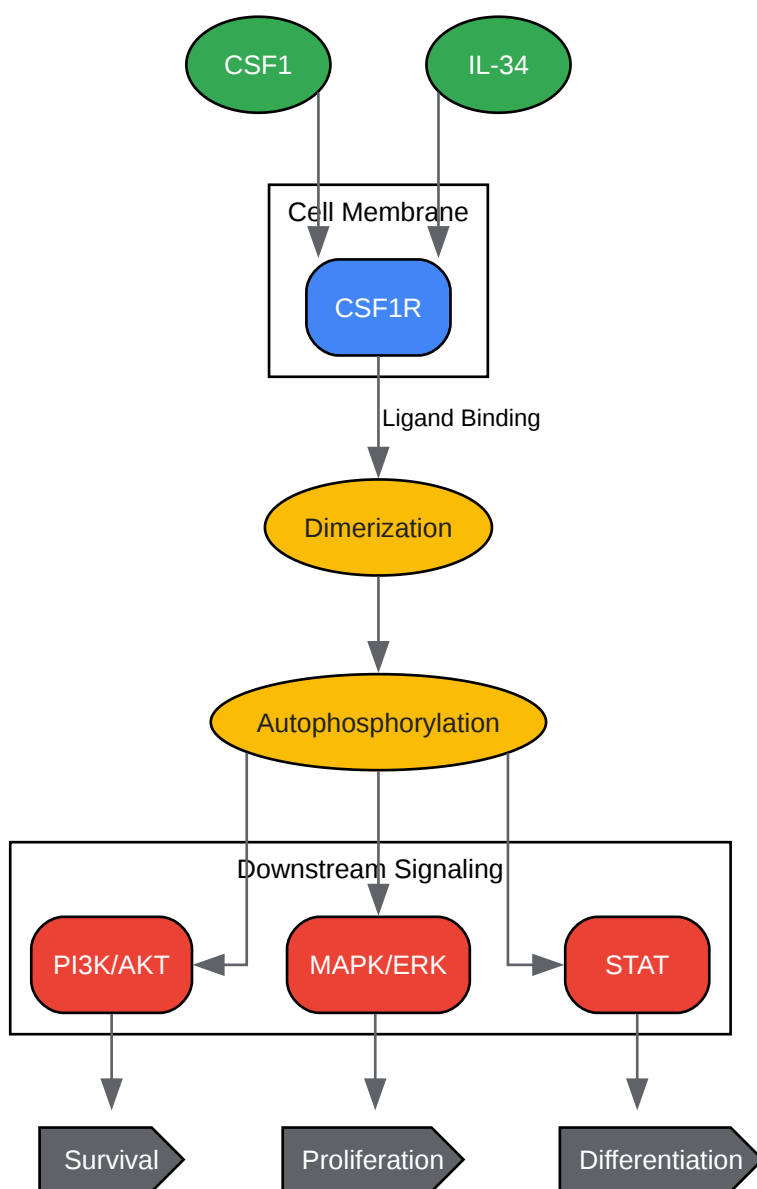 CSF1
IL-34
Cell Membrane
CSF1R
Ligand Binding
Dimerization
Autophosphorylation
Downstream Signaling
PI3K/AKT
MAPK/ERK
STAT
Survival
Proliferation
Differentiation